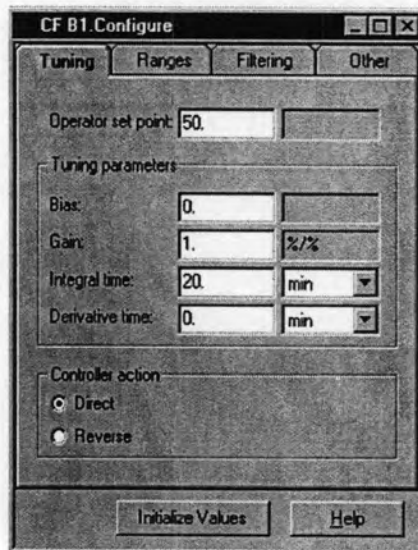 CF B1.Configure
Tuning Ranges Filtering Other
Operator set point: 50.
Tuning parameters
Bias: 0.
Gain: 1. %/%
Integral time: 20. min
Derivative time: 0. min
Controller action
Direct
Reverse
Initialize Values Help